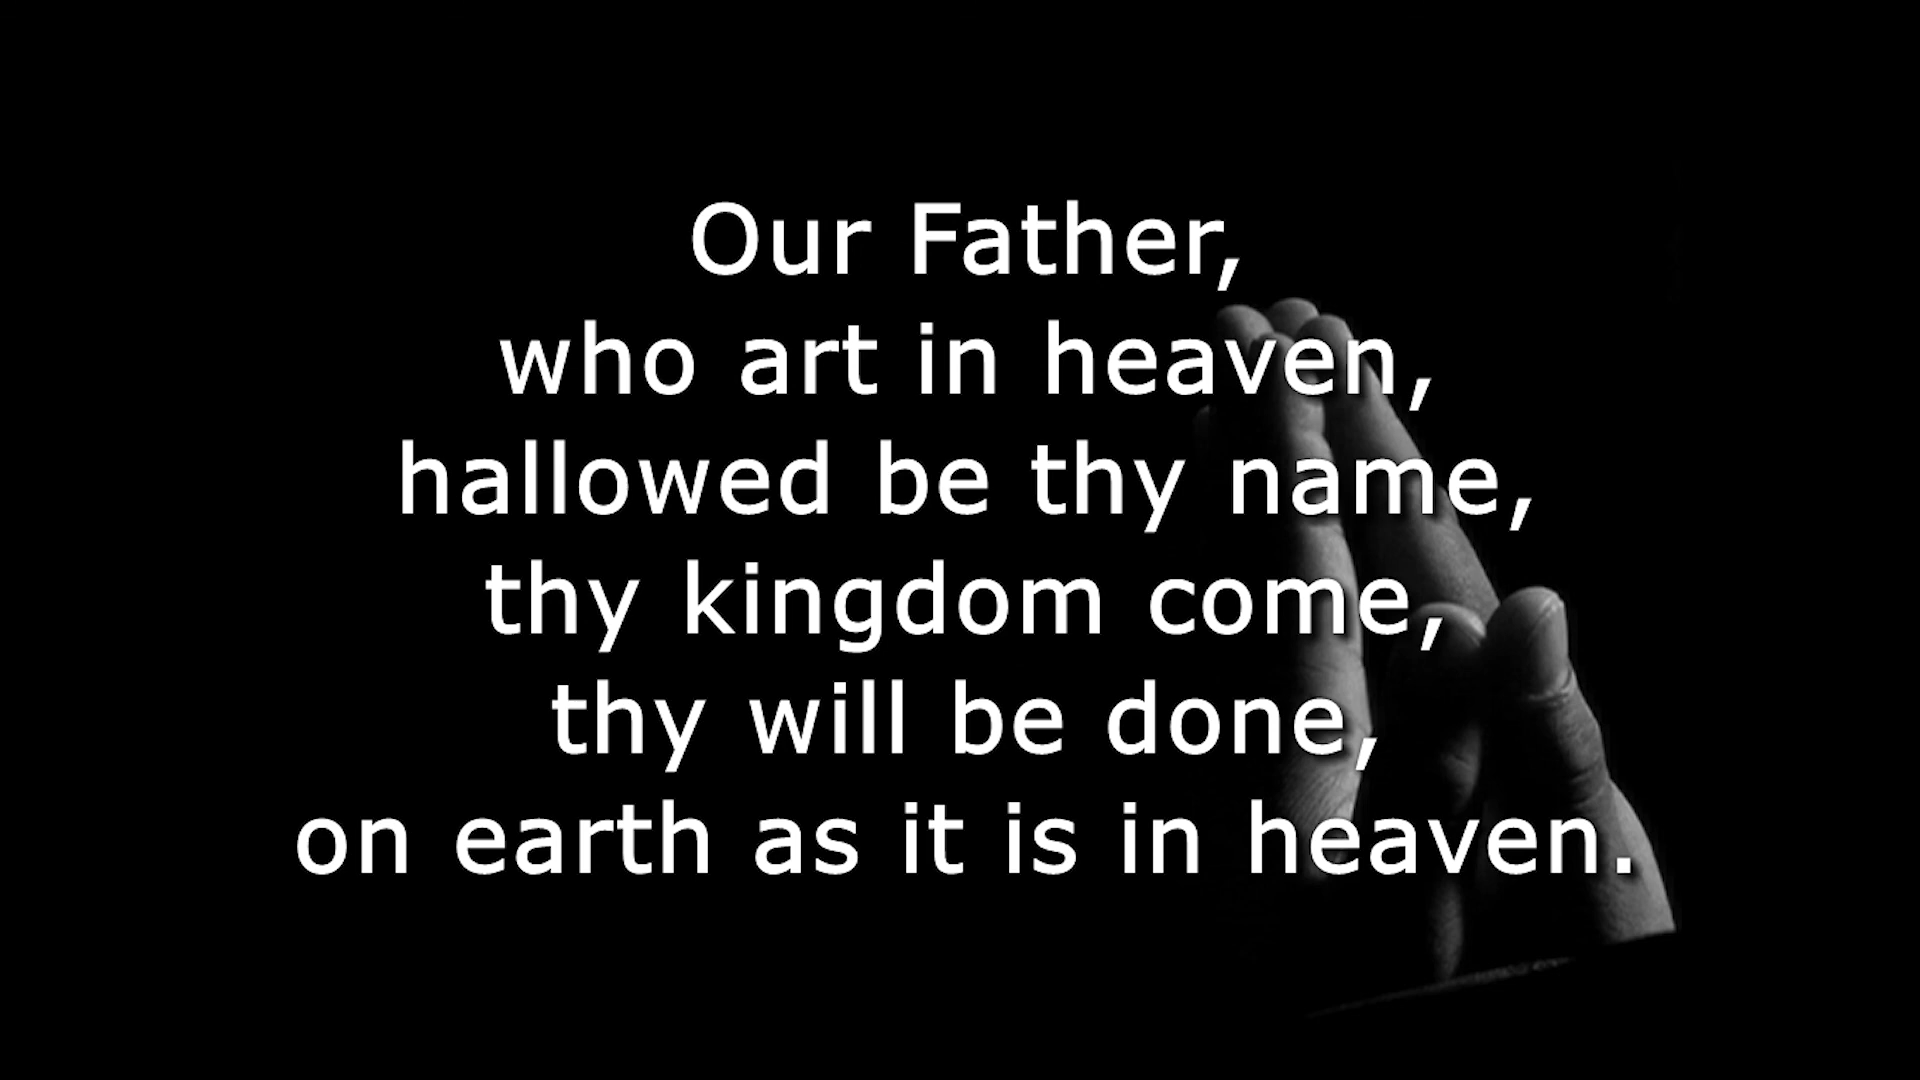 Our Father,
who art in heaven,
hallowed be thy name,
thy kingdom come,
thy will be done,
on earth as it is in heaven.